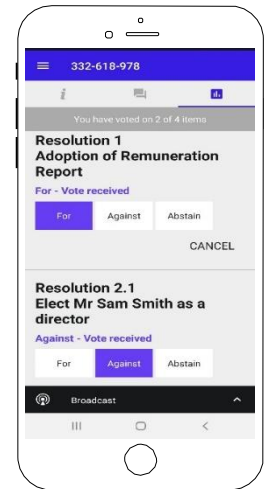 332-618-978
You have voted on 2 of 4 items
Resolution 1
Adoption of Remuneration
Report
For - Vote received
For Against Abstain
CANCEL
Resolution 2.1
Elect Mr Sam Smith as a
director
Against - Vote received
For Against Abstain
Broadcast